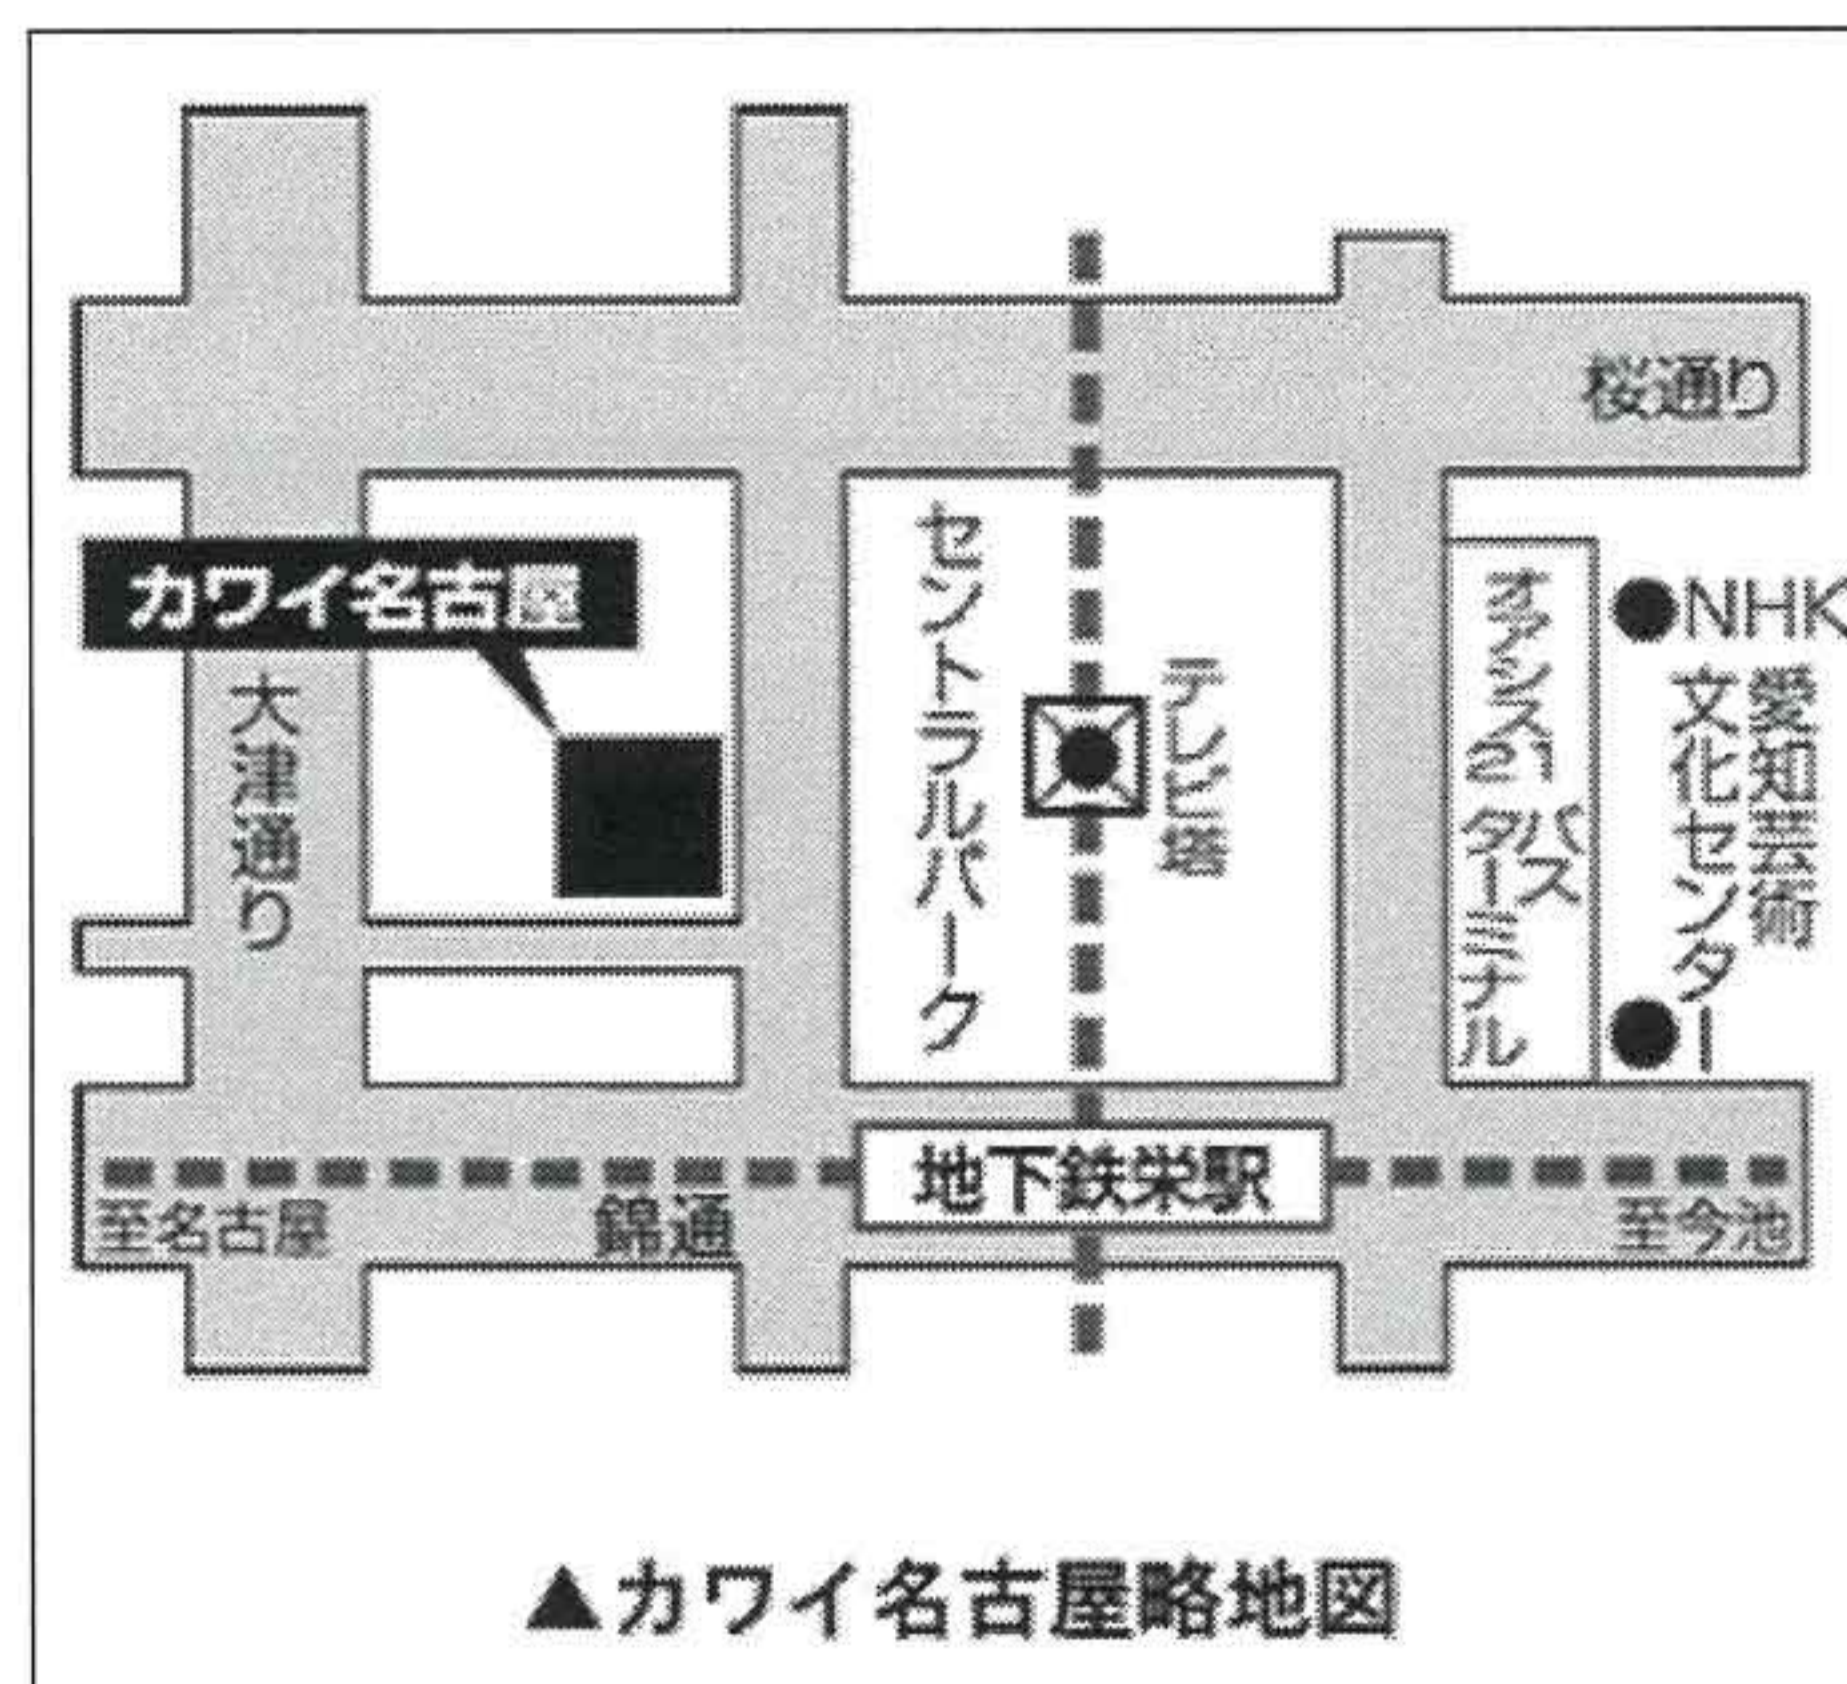 桜通り
カワイ名古屋
大津通り
セントラルパーク
テレビ塔
オアシス21 バス
ターミナル
NHK
愛知芸術
文化センター
地下鉄栄駅
至名古屋
錦通
至今池
▲カワイ名古屋略地図